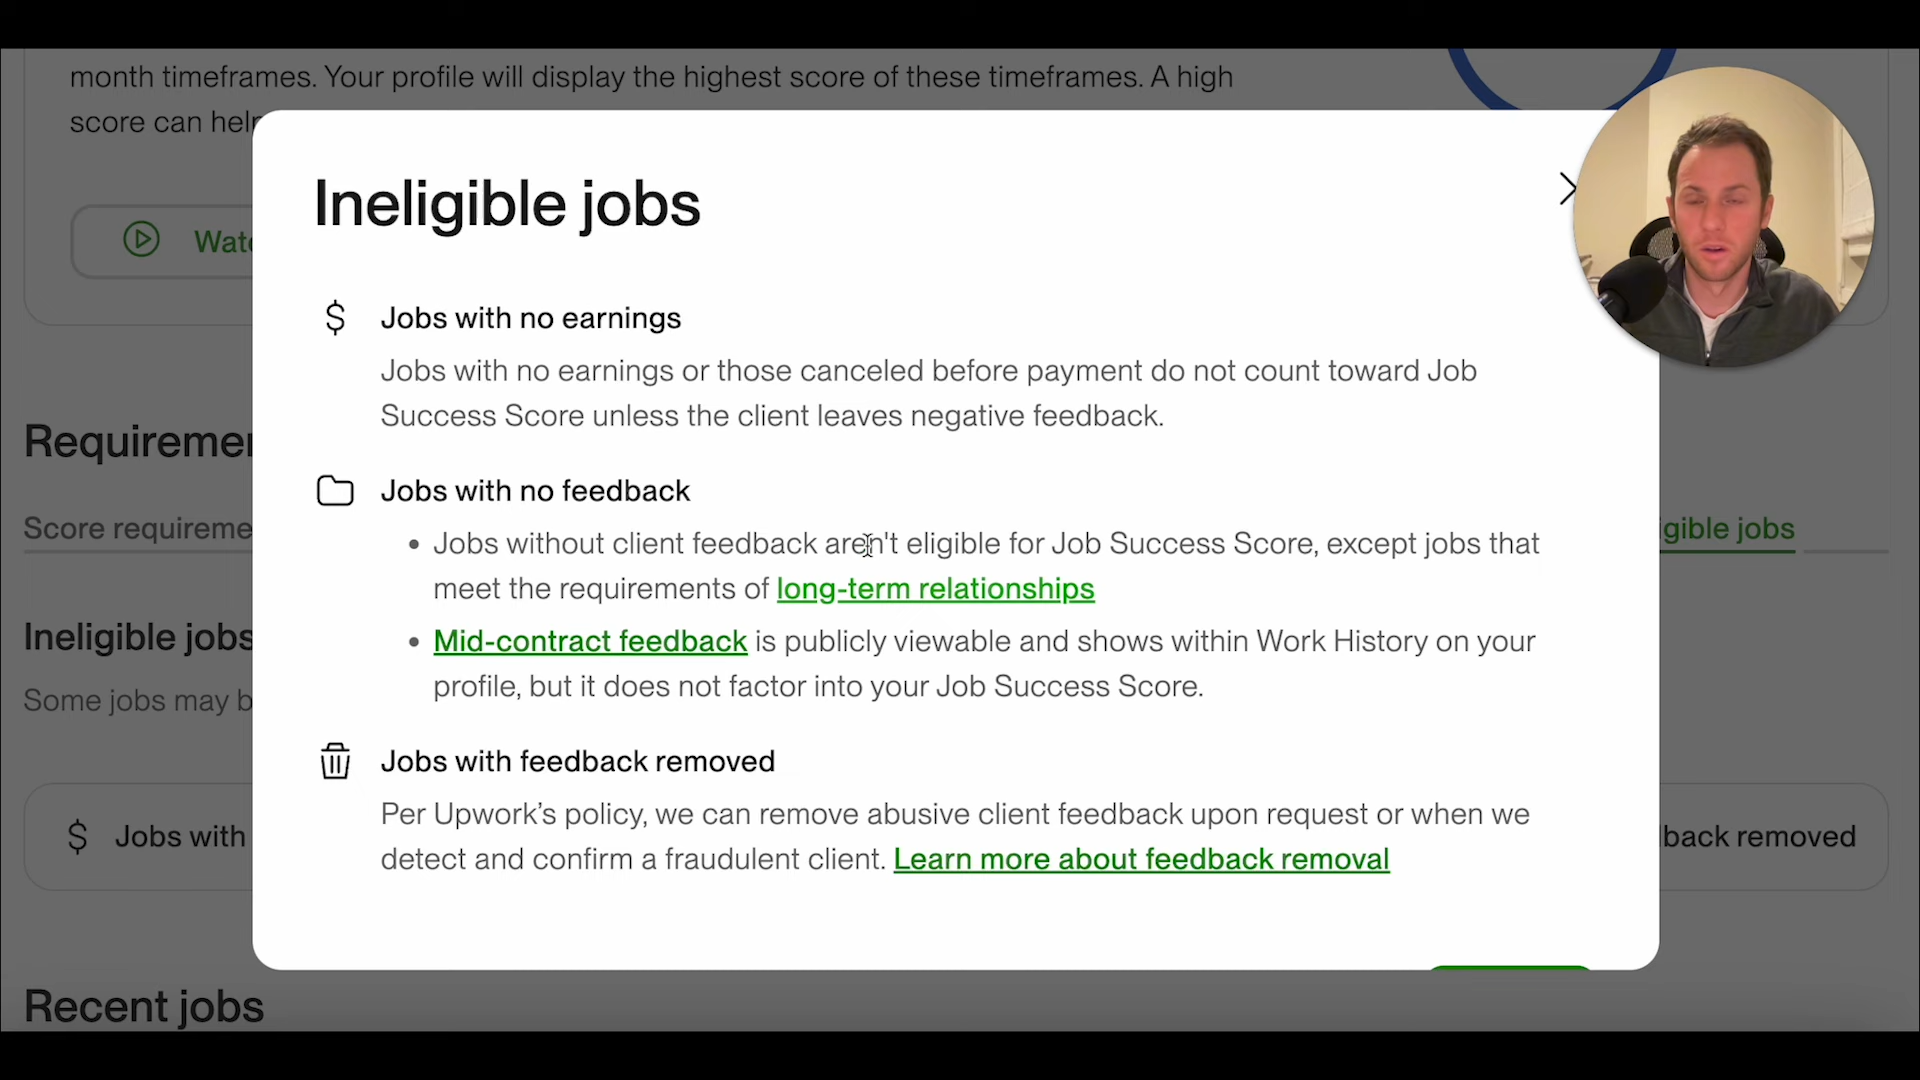 month timeframes. Your profile will display the highest score of these timeframes. A high
score can help
Ineligible jobs
Watc
Jobs with no earnings
Jobs with no earnings or those canceled before payment do not count toward Job
Success Score unless the client leaves negative feedback.
Requiremen
Jobs with no feedback
Score requireme
gible jobs
Jobs without client feedback aren't eligible for Job Success Score, except jobs that
meet the requirements of long-term relationships
Ineligible jobs
Mid-contract feedback is publicly viewable and shows within Work History on your
profile, but it does not factor into your Job Success Score.
Some jobs may b
Jobs with feedback removed
Per Upwork’s policy, we can remove abusive client feedback upon request or when we
detect and confirm a fraudulent client. Learn more about feedback removal
$ Jobs with
back removed
Recent jobs